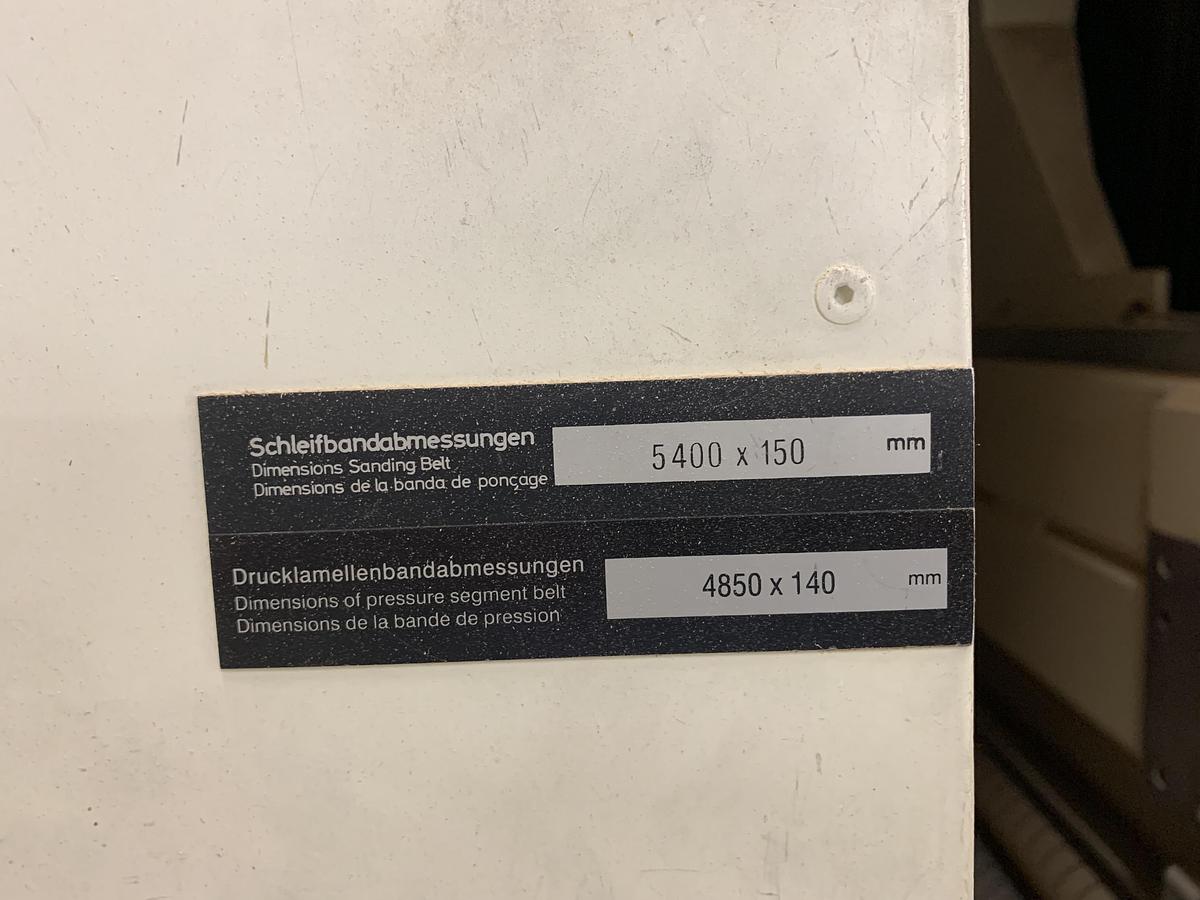 Schleifbandabmessungen
Dimensions Sanding Belt
Dimensions de la banda de ponçage
5400 x 150 mm
Drucklamellenbandabmessungen
Dimensions of pressure segment belt
Dimensions de la bande de pression
4850 x 140 mm